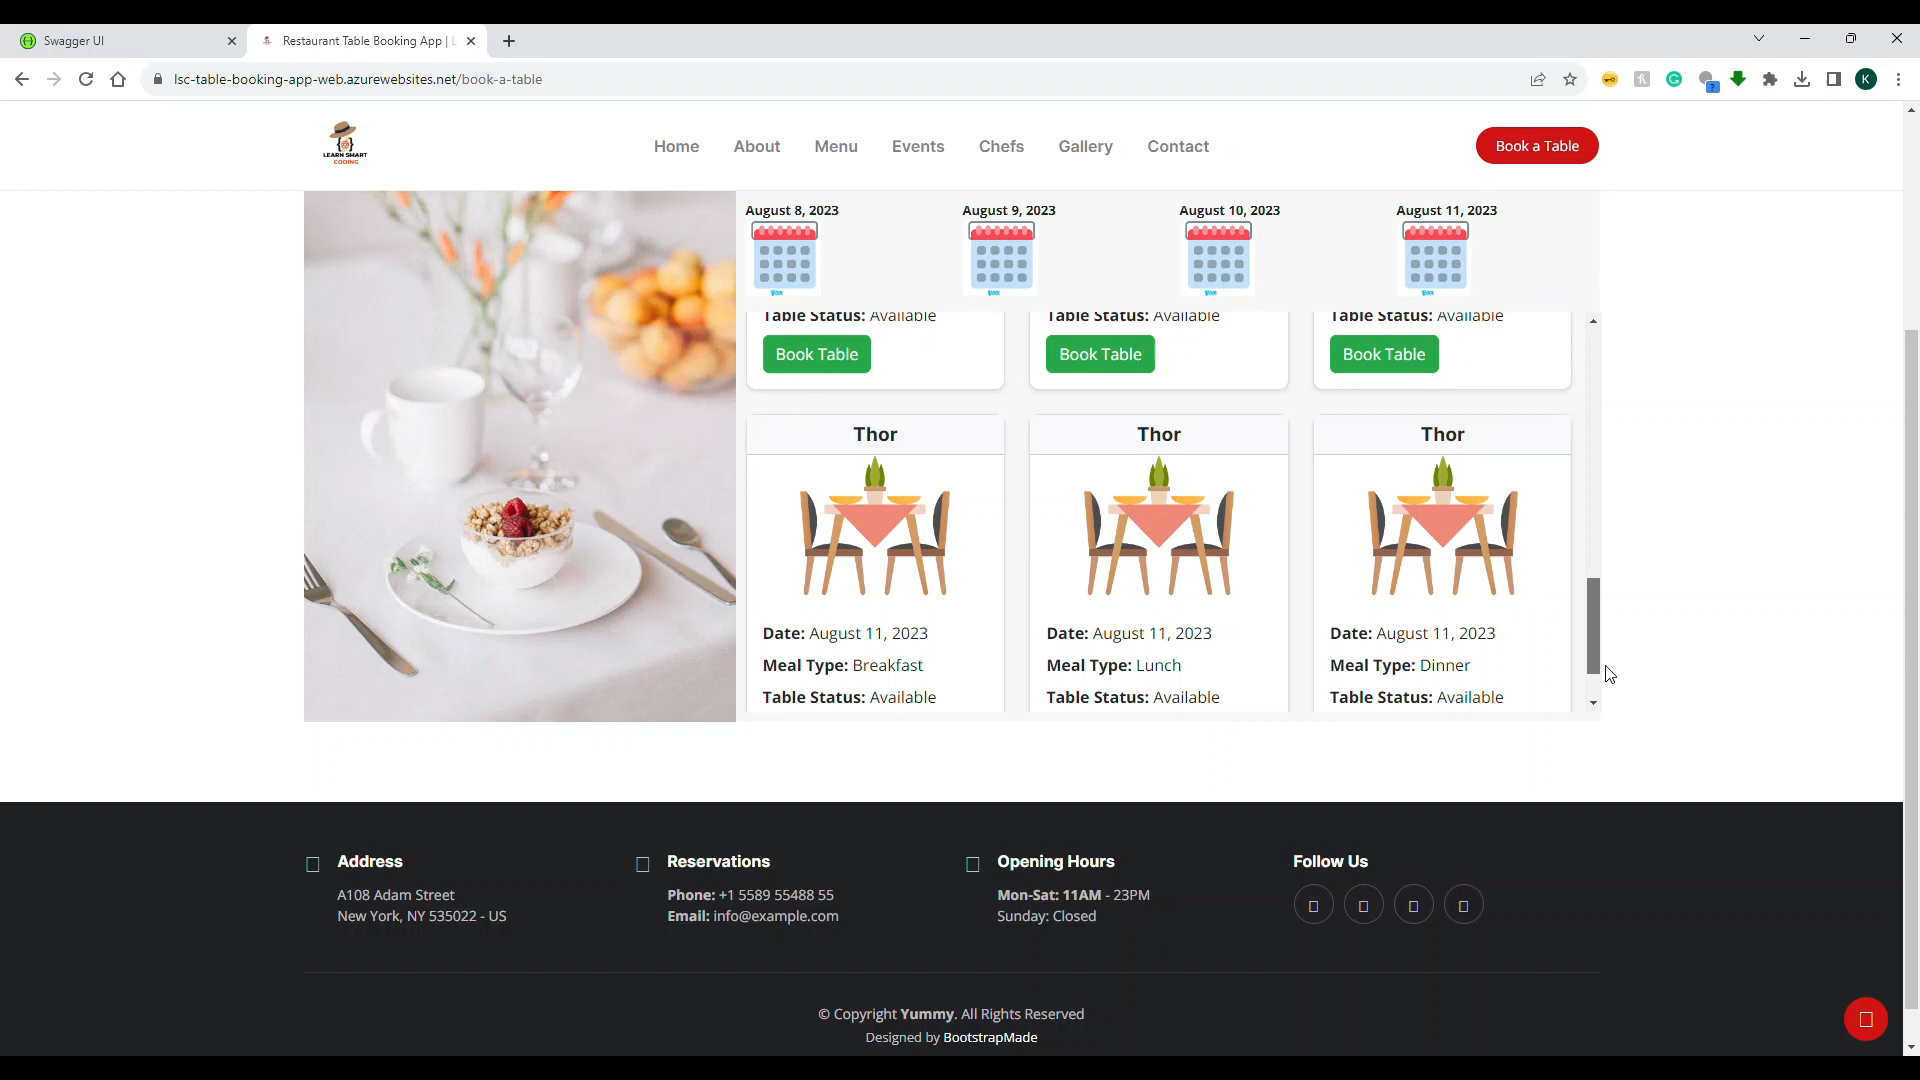 Swagger UI
Restaurant Table Booking App | L
lsc-table-booking-app-web.azurewebsites.net/book-a-table
K
LEARN SMART
CODING
Home
About
Menu
Events
Chefs
Gallery
Contact
Book a Table
August 8, 2023
August 9, 2023
August 10, 2023
August 11, 2023
Table Status: Available
Table Status: Available
Table Status: Available
Book Table
Book Table
Book Table
Thor
Thor
Thor
Date: August 11, 2023
Meal Type: Breakfast
Table Status: Available
Date: August 11, 2023
Meal Type: Lunch
Table Status: Available
Date: August 11, 2023
Meal Type: Dinner
Table Status: Available
Address
A108 Adam Street
New York, NY 535022 - US
Reservations
Phone: +1 5589 55488 55
Email: info@example.com
Opening Hours
Mon-Sat: 11AM - 23PM
Sunday: Closed
Follow Us
© Copyright Yummy. All Rights Reserved
Designed by BootstrapMade